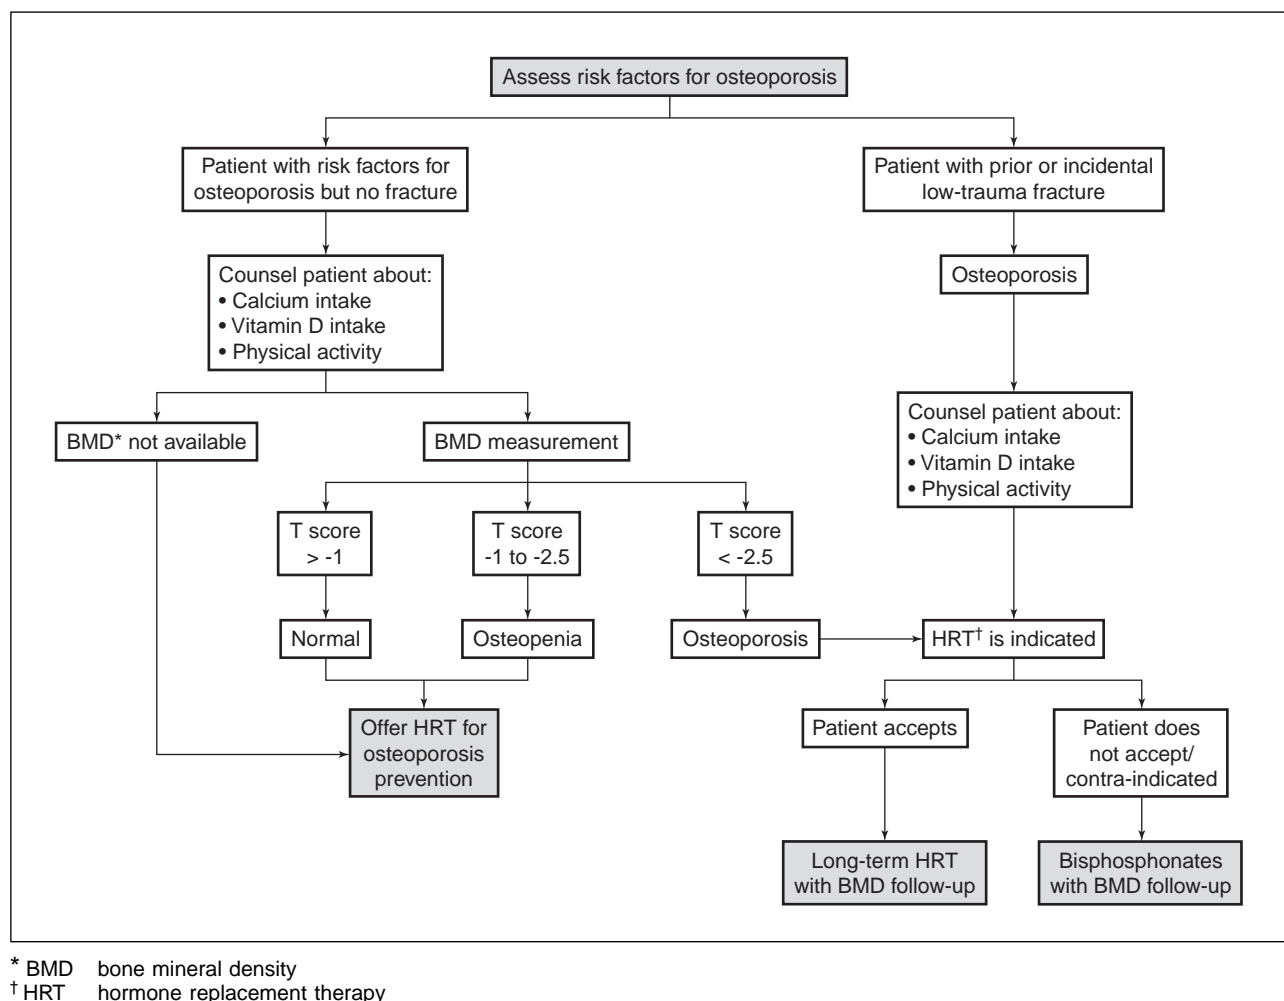 Assess risk factors for osteoporosis
Patient with risk factors for
osteoporosis but no fracture
Patient with prior or incidental
low-trauma fracture
Counsel patient about:
• Calcium intake
• Vitamin D intake
• Physical activity
Osteoporosis
BMD* not available
BMD measurement
Counsel patient about:
• Calcium intake
• Vitamin D intake
• Physical activity
T score
> -1
T score
-1 to -2.5
T score
< -2.5
Normal
Osteopenia
Osteoporosis
HRT† is indicated
Offer HRT for
osteoporosis
prevention
Patient accepts
Patient does
not accept/
contra-indicated
Long-term HRT
with BMD follow-up
Bisphosphonates
with BMD follow-up
* BMD bone mineral density
† HRT hormone replacement therapy